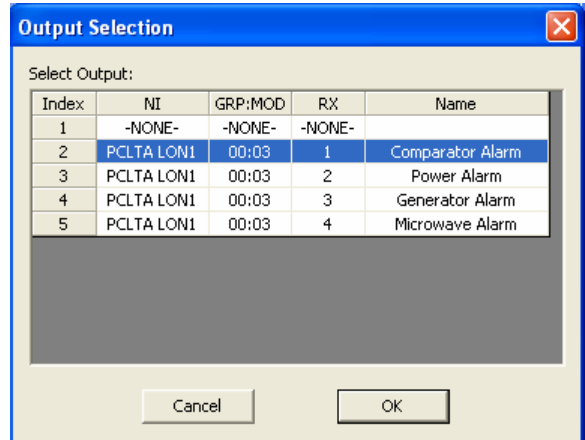 Output Selection
Select Output:
Index NI GRP:MOD RX Name
1 -NONE- -NONE- -NONE-
2 PCLTA LON1 00:03 1 Comparator Alarm
3 PCLTA LON1 00:03 2 Power Alarm
4 PCLTA LON1 00:03 3 Generator Alarm
5 PCLTA LON1 00:03 4 Microwave Alarm
Cancel OK